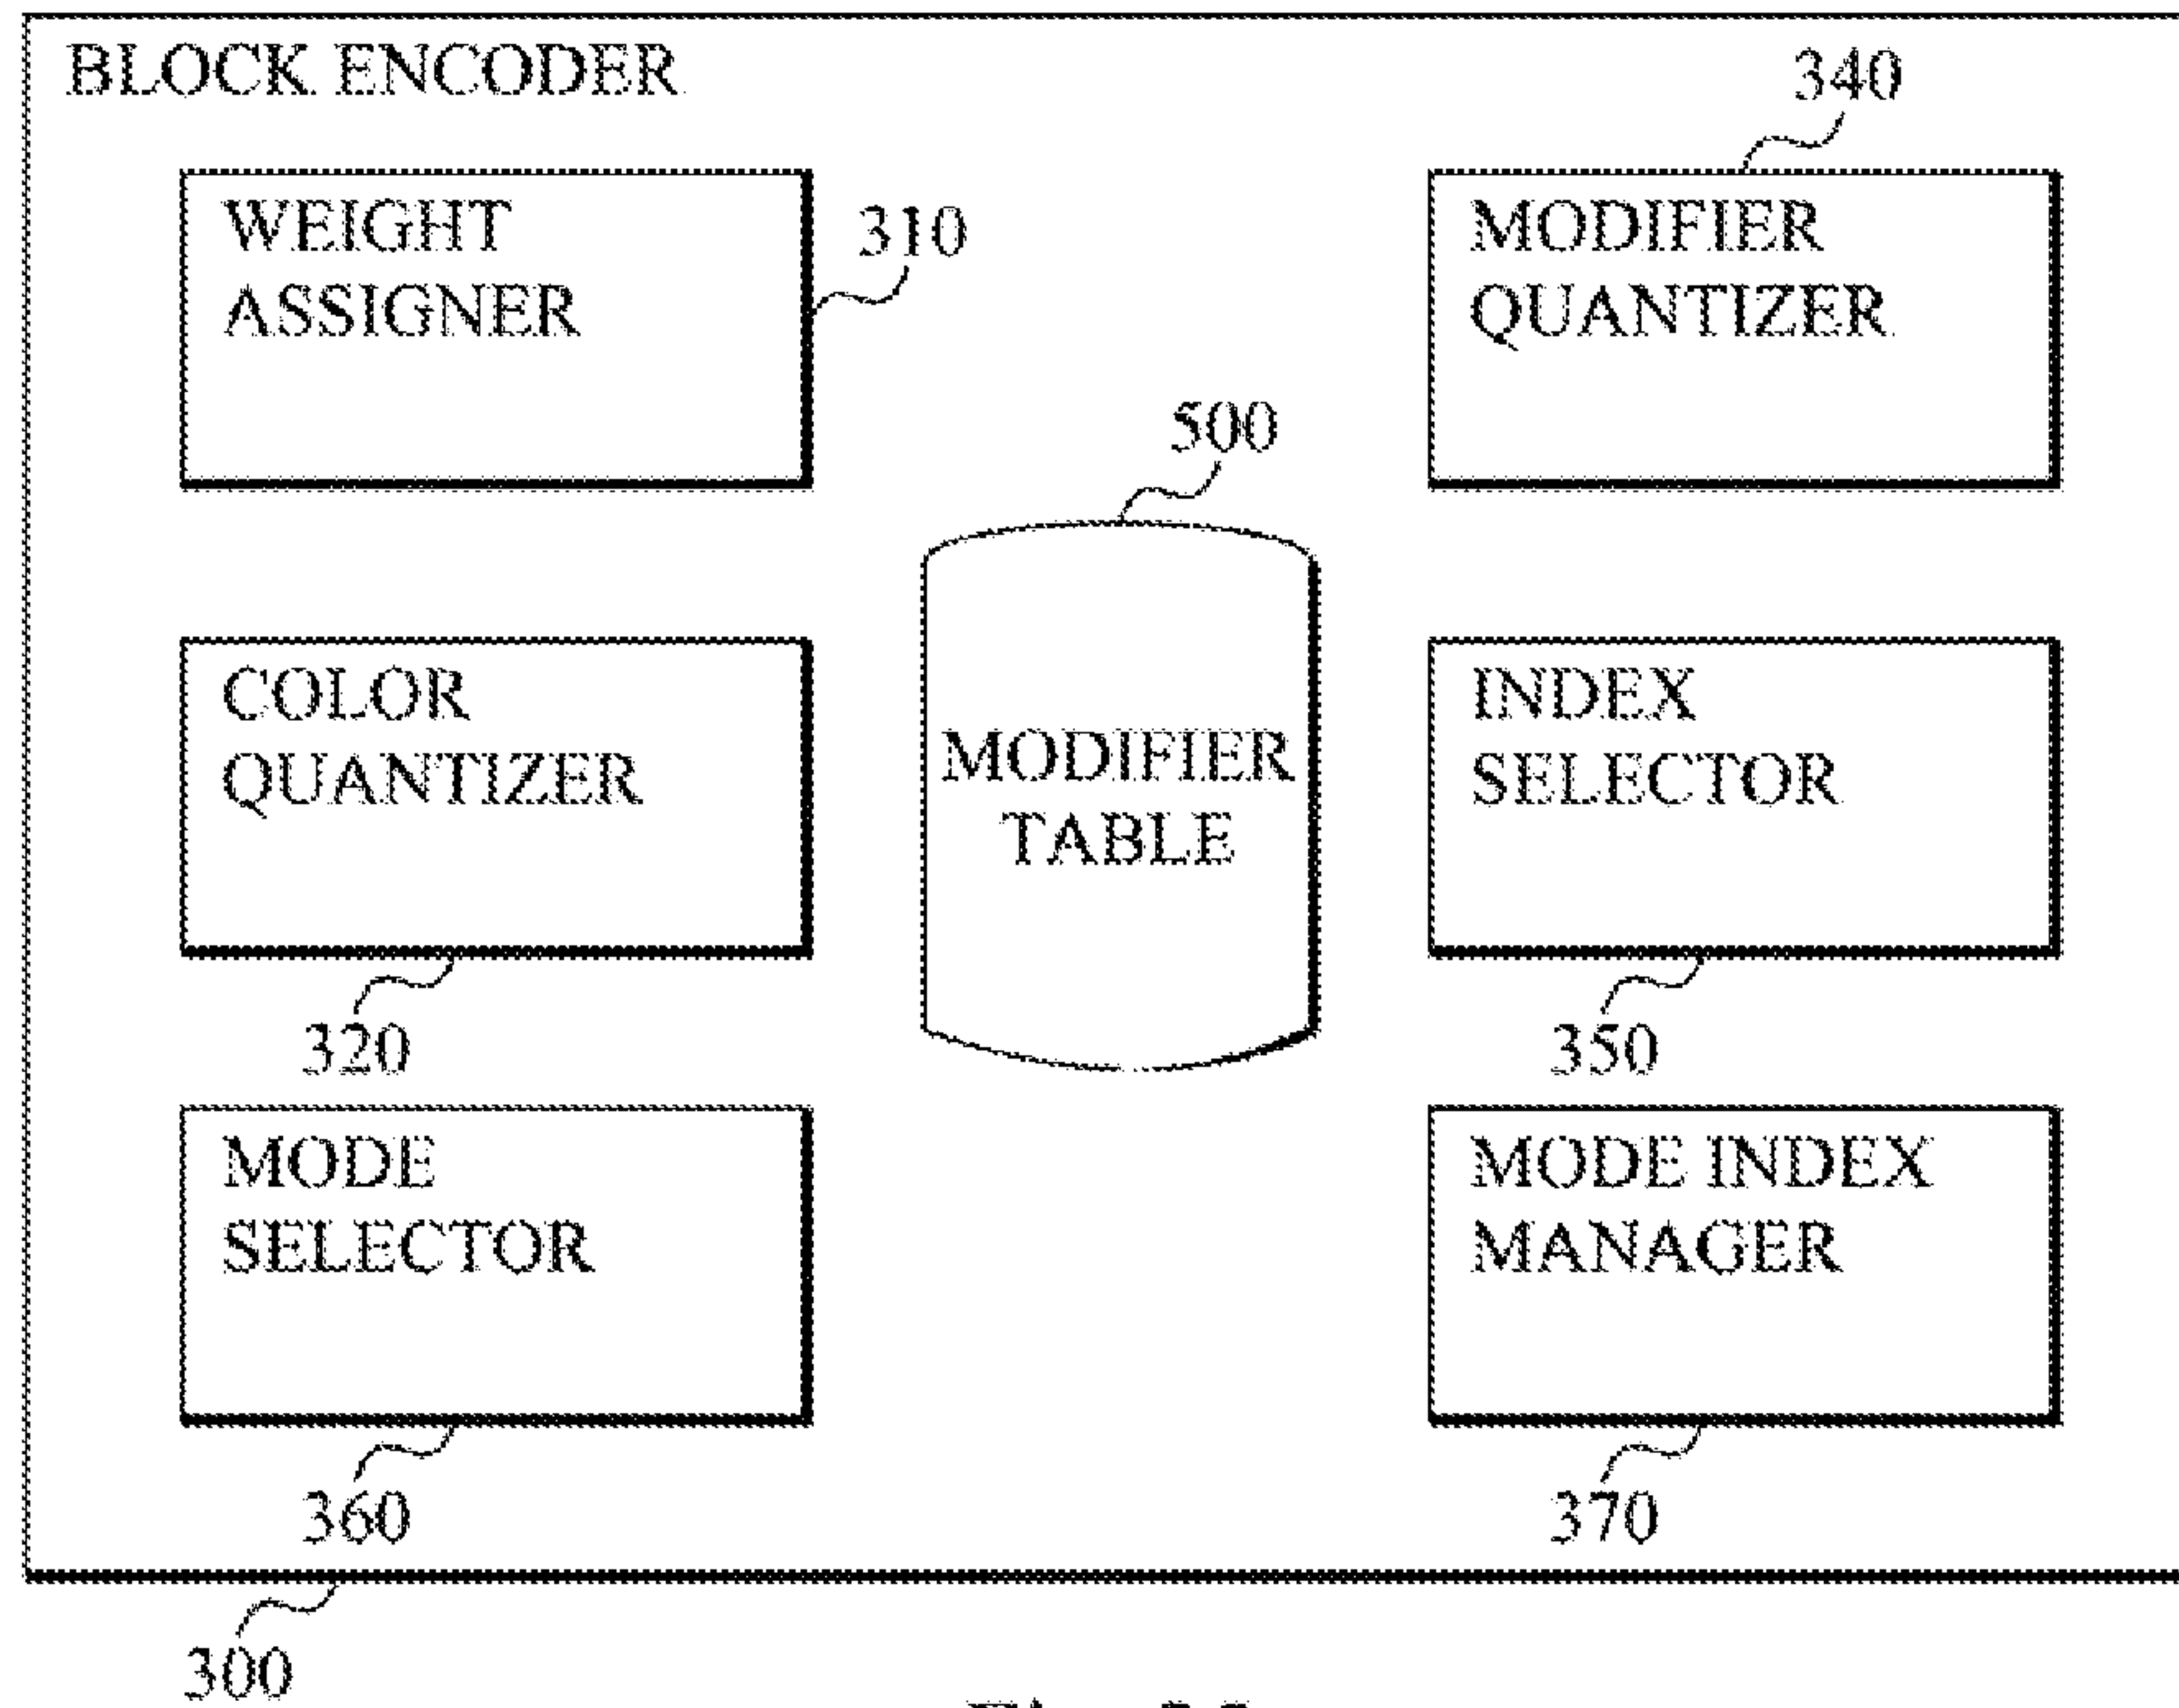 BLOCK ENCODER
340
WEIGHT
ASSIGNER
310
MODIFIER
QUANTIZER
500
COLOR
QUANTIZER
320
MODIFIER
TABLE
INDEX
SELECTOR
350
MODE
SELECTOR
360
MODE INDEX
MANAGER
370
300